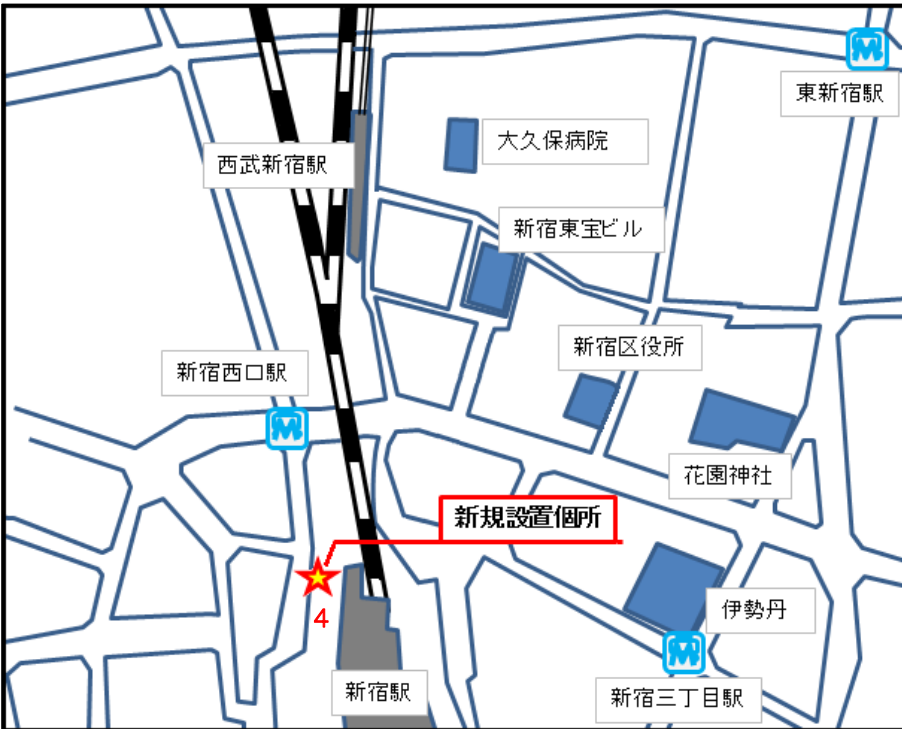 東新宿駅
大久保病院
西武新宿駅
新宿東宝ビル
新宿区役所
新宿西口駅
花園神社
新規設置個所
4
伊勢丹
新宿駅
新宿三丁目駅